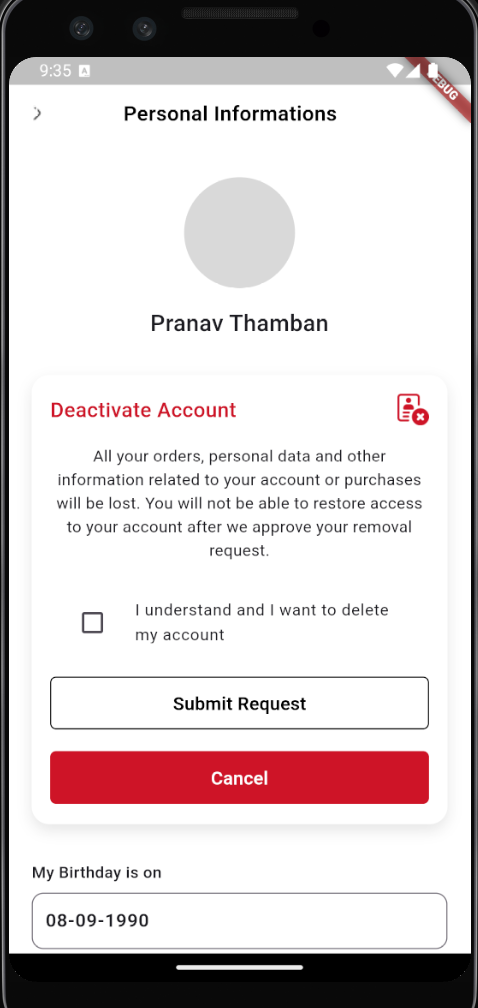 9:35 A
DEBUG
Personal Informations
Pranav Thamban
Deactivate Account
All your orders, personal data and other
information related to your account or purchases
will be lost. You will not be able to restore access
to your account after we approve your removal
request.
I understand and I want to delete
my account
Submit Request
Cancel
My Birthday is on
08-09-1990